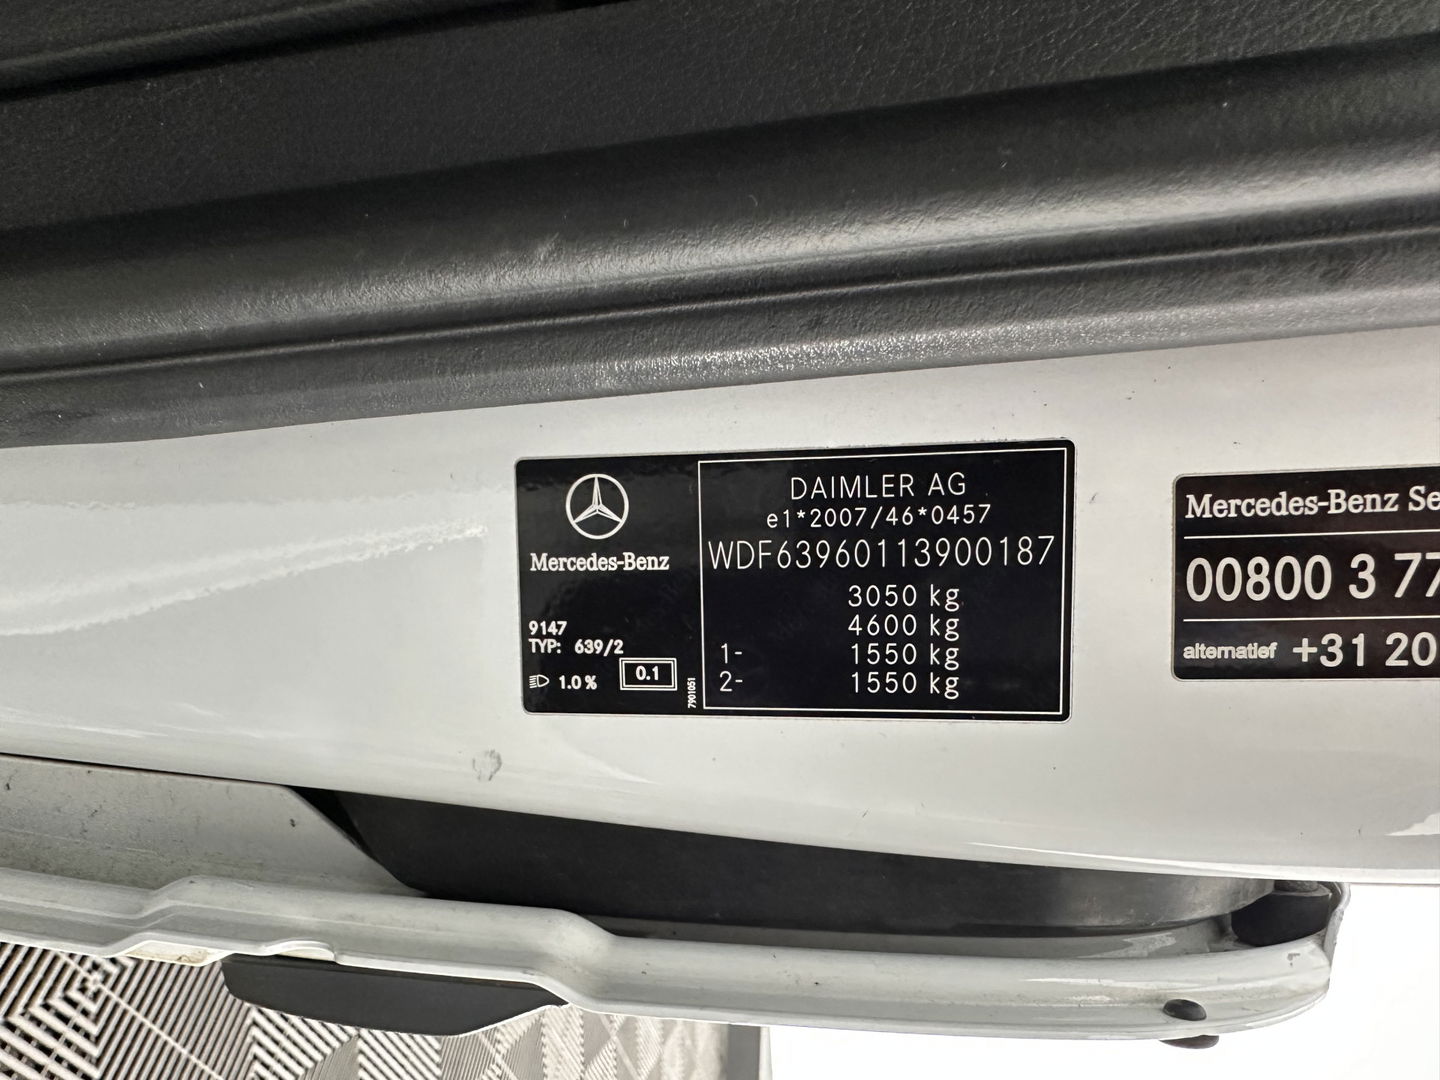 Mercedes-Benz
9147
TYP: 639/2
1.0 %
0.1
7901051
DAIMLER AG
e1*2007/46*0457
WDF63960113900187
3050 kg
4600 kg
1- 1550 kg
2- 1550 kg
Mercedes-Benz Se
00800 3 77
alternatief +31 20